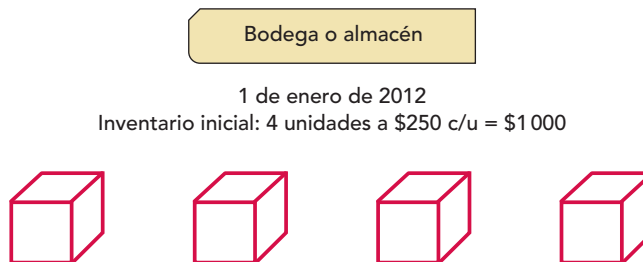 Bodega o almacén
1 de enero de 2012
Inventario inicial: 4 unidades a $250 c/u = $1 000